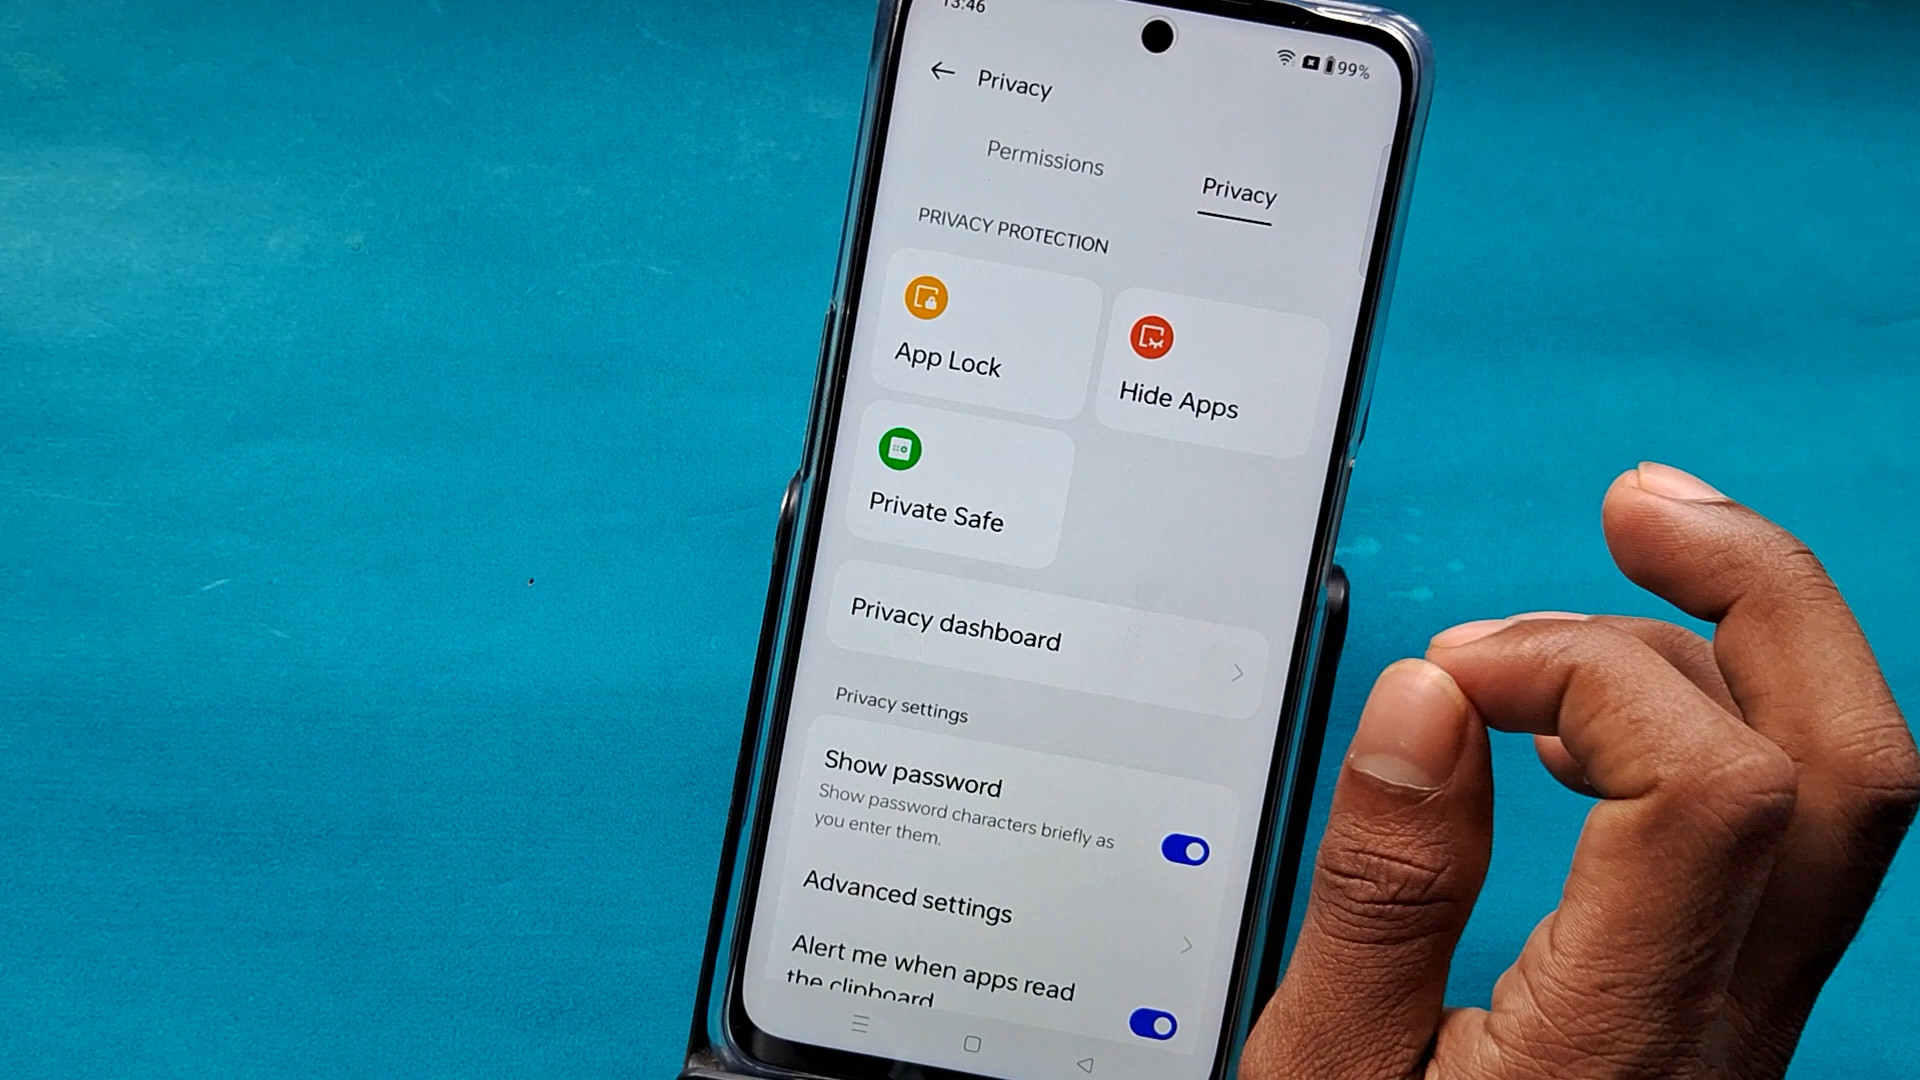 13:46
99%
Privacy
Permissions
Privacy
PRIVACY PROTECTION
App Lock
Hide Apps
Private Safe
Privacy dashboard
Privacy settings
Show password
Show password characters briefly as
you enter them.
Advanced settings
Alert me when apps read
the clipboard